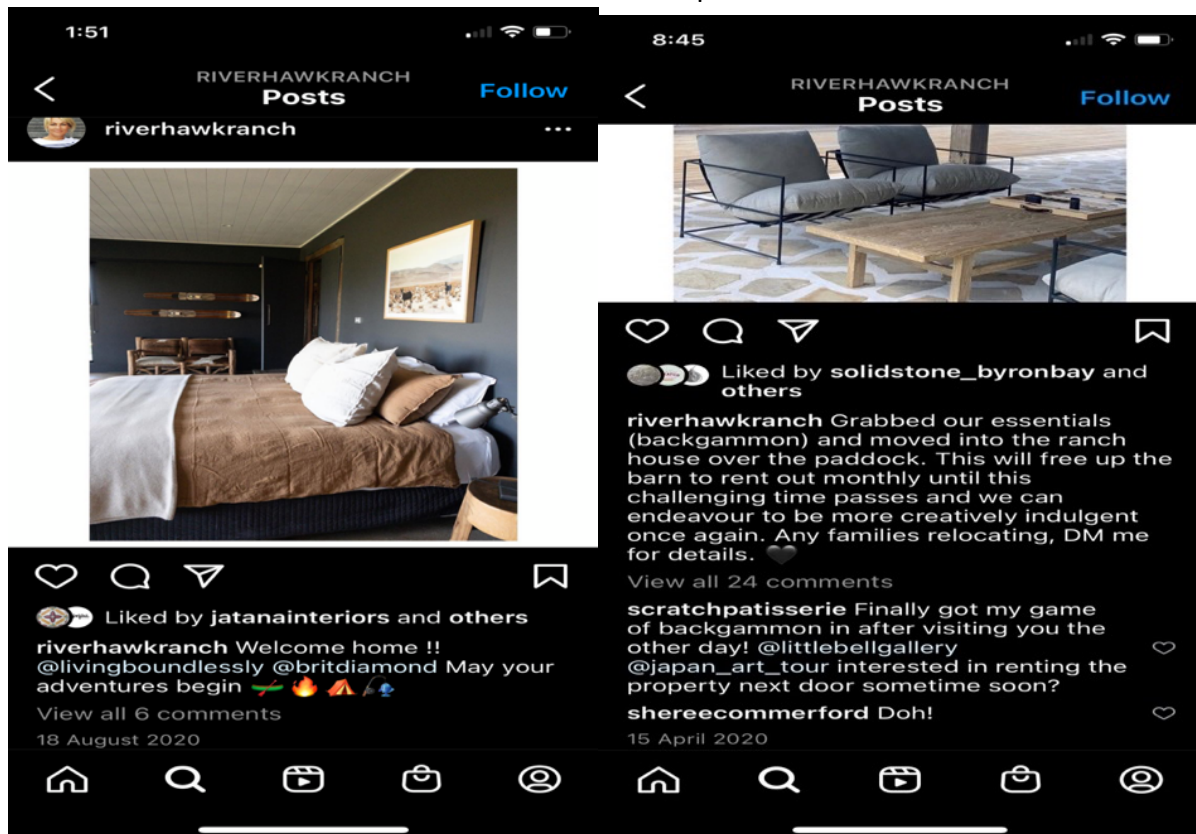 1:51
RIVERHAWKRANCH
Posts
Follow
riverhawkranch
Liked by jatanainteriors and others
riverhawkranch Welcome home !!
@livingboundlessly @britdiamond May your
adventures begin 🛶🔥⛺🎣
View all 6 comments
18 August 2020
8:45
RIVERHAWKRANCH
Posts
Follow
Liked by solidstone_byronbay and
others
riverhawkranch Grabbed our essentials
(backgammon) and moved into the ranch
house over the paddock. This will free up the
barn to rent out monthly until this
challenging time passes and we can
endeavour to be more creatively indulgent
once again. Any families relocating, DM me
for details. 🖤
View all 24 comments
scratchpatisserie Finally got my game
of backgammon in after visiting you the
other day! @littlebellgallery
@japan_art_tour interested in renting the
property next door sometime soon?
shereecommerford Doh!
15 April 2020